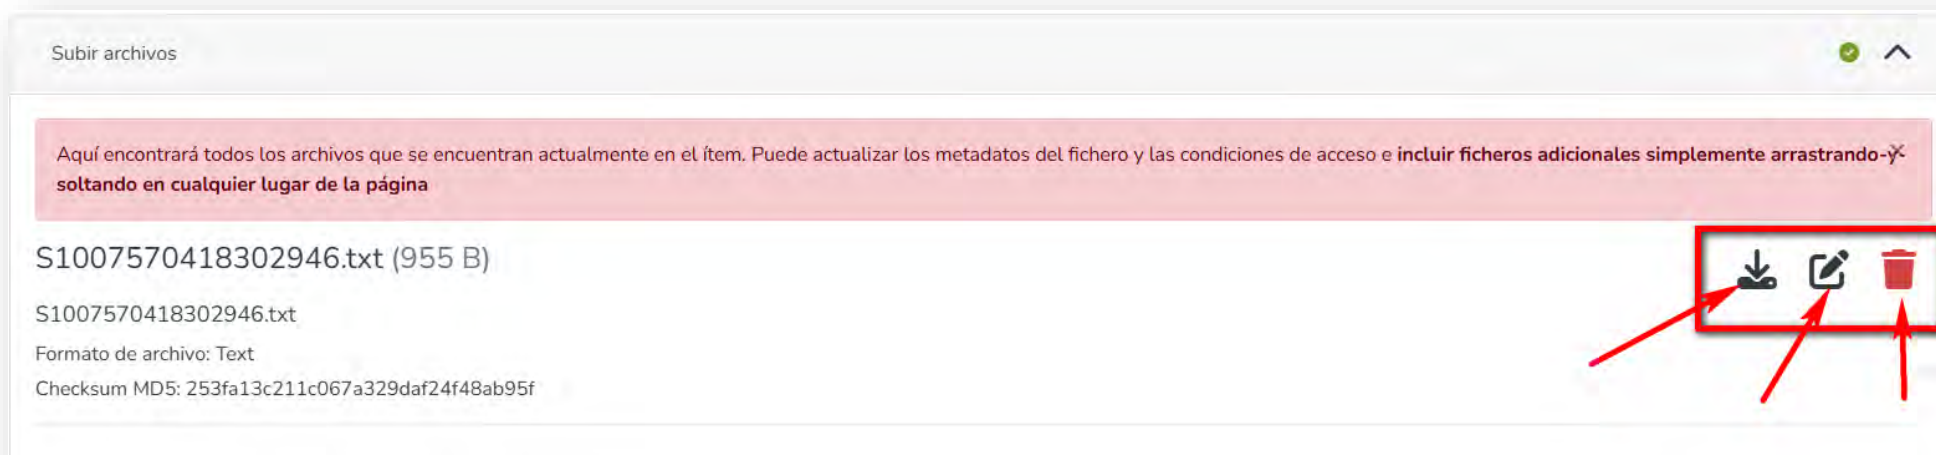 Subir archivos
Aquí encontrará todos los archivos que se encuentran actualmente en el ítem. Puede actualizar los metadatos del fichero y las condiciones de acceso e incluir ficheros adicionales simplemente arrastrando-y-
soltando en cualquier lugar de la página
S1007570418302946.txt (955 B)
S1007570418302946.txt
Formato de archivo: Text
Checksum MD5: 253fa13c211c067a329daf24f48ab95f